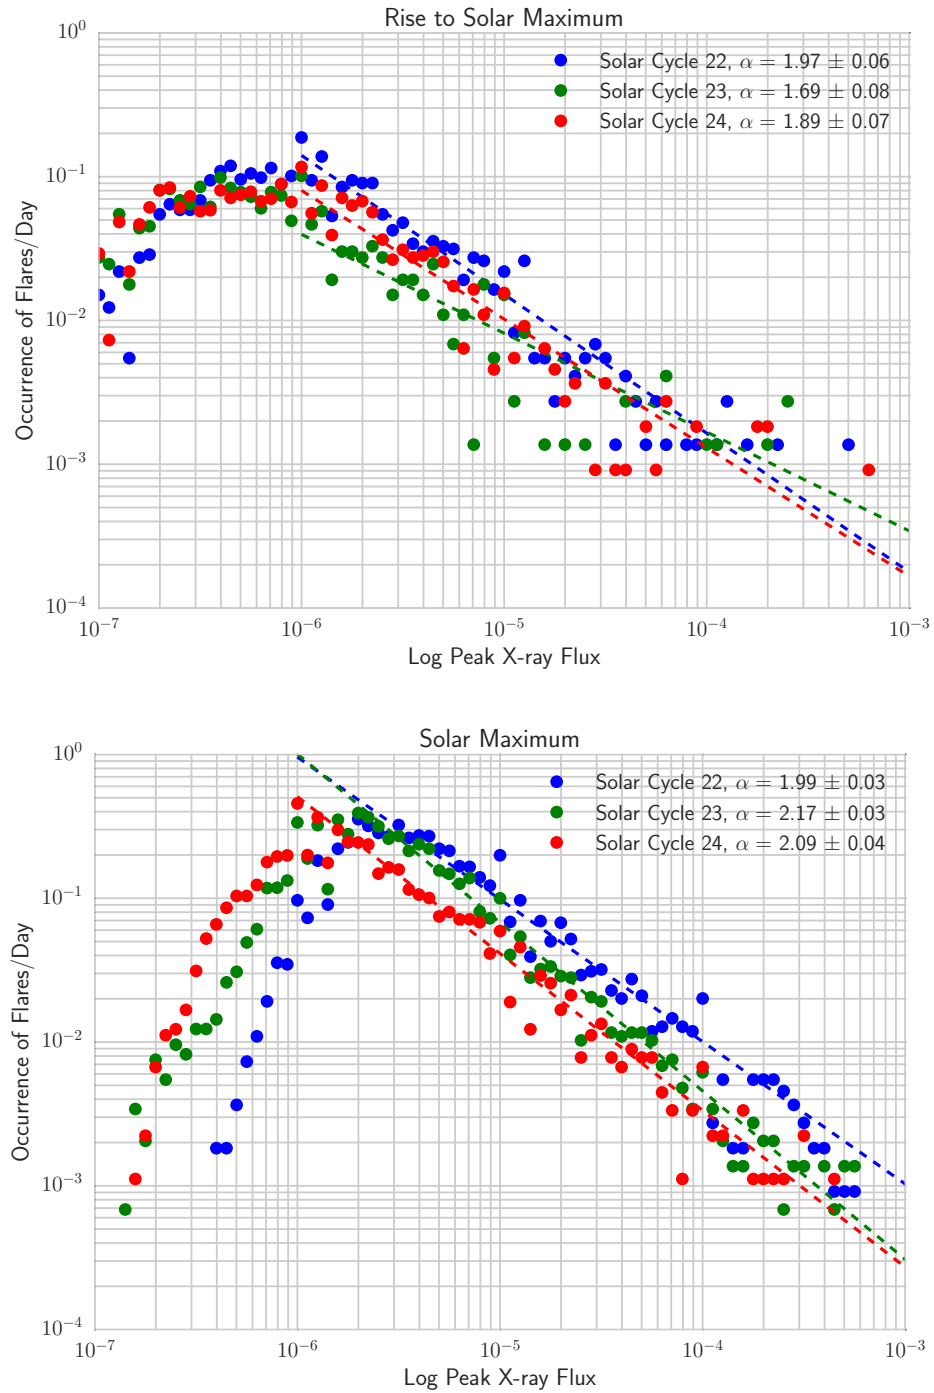 Rise to Solar Maximum
10⁰
Solar Cycle 22, α = 1.97 ± 0.06
Solar Cycle 23, α = 1.69 ± 0.08
Solar Cycle 24, α = 1.89 ± 0.07
10⁻¹
Occurrence of Flares/Day
10⁻²
10⁻³
10⁻⁴
10⁻⁷ 10⁻⁶ 10⁻⁵ 10⁻⁴ 10⁻³
Log Peak X-ray Flux
Solar Maximum
10⁰
Solar Cycle 22, α = 1.99 ± 0.03
Solar Cycle 23, α = 2.17 ± 0.03
Solar Cycle 24, α = 2.09 ± 0.04
10⁻¹
Occurrence of Flares/Day
10⁻²
10⁻³
10⁻⁴
10⁻⁷ 10⁻⁶ 10⁻⁵ 10⁻⁴ 10⁻³
Log Peak X-ray Flux